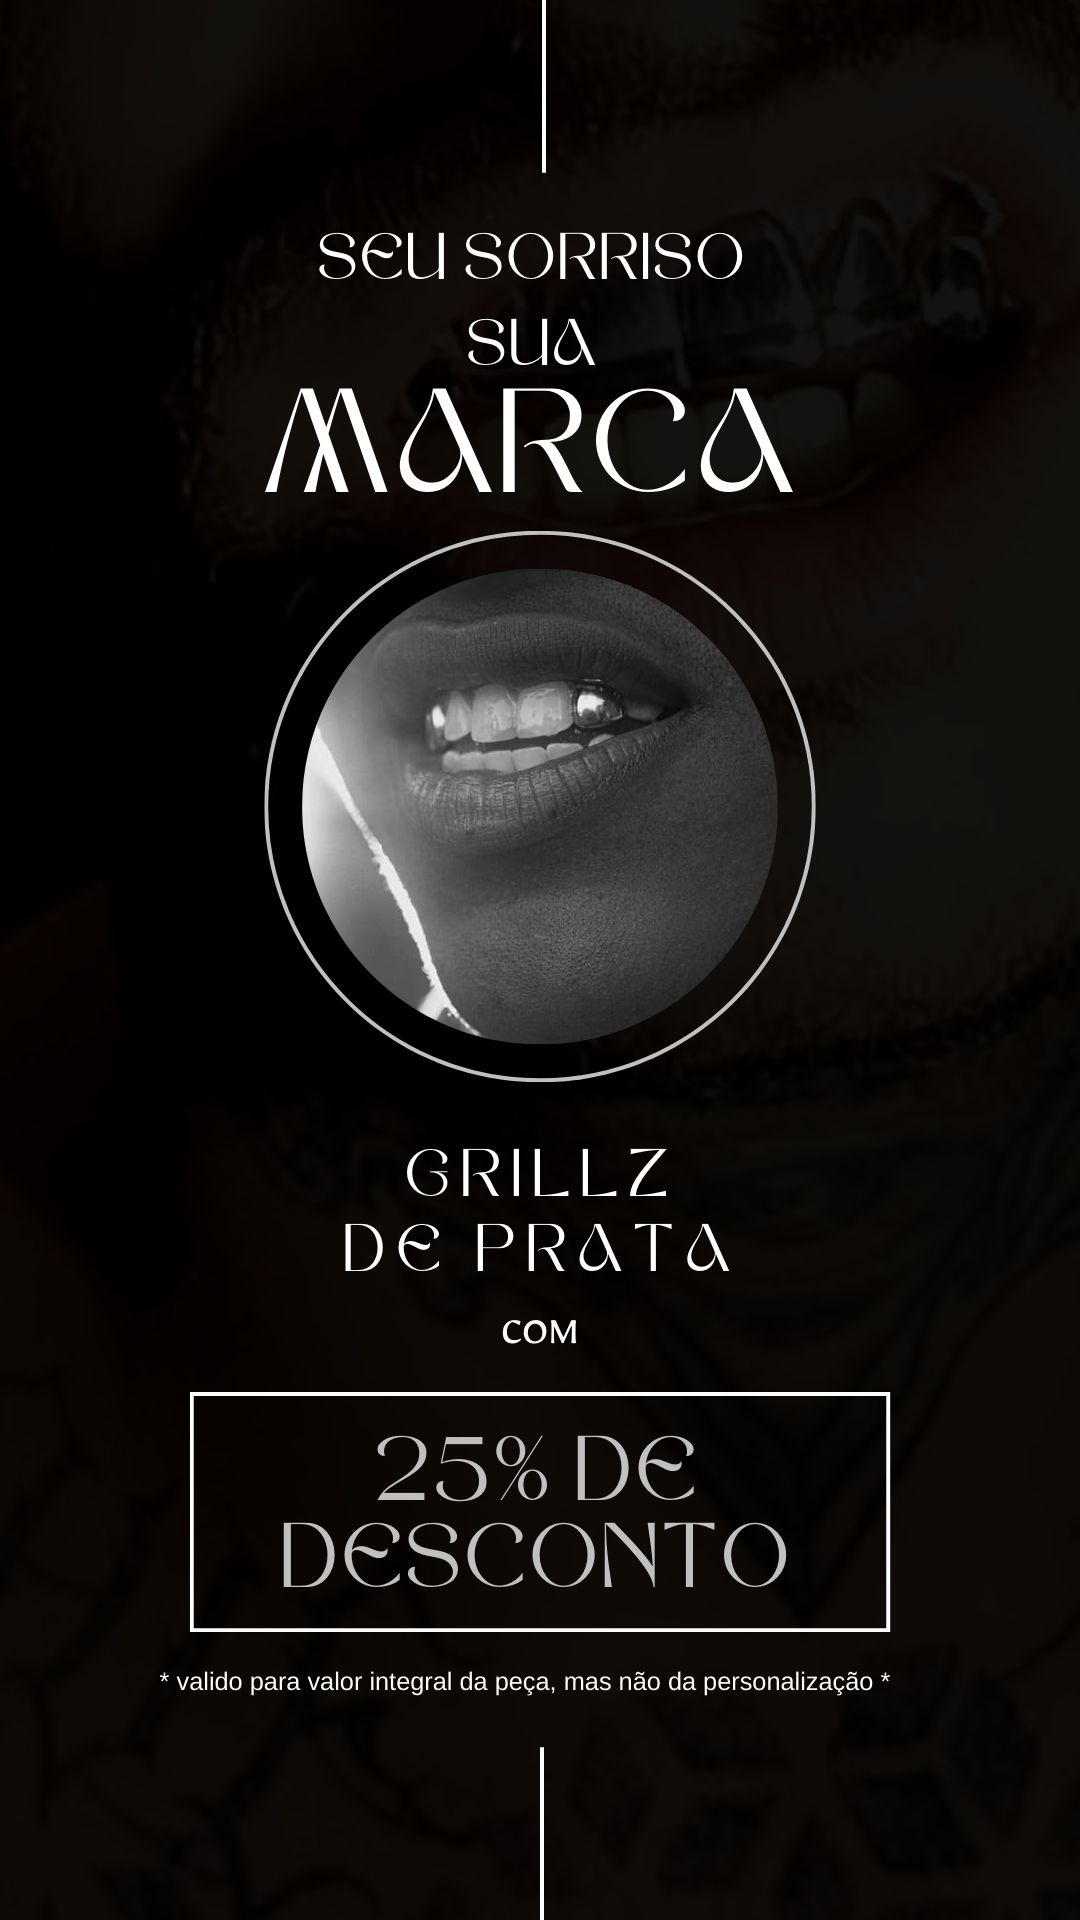 SEU SORRISO
SUA
MARCA
GRILLZ
DE PRATA
COM
25% DE
DESCONTO
* valido para valor integral da peça, mas não da personalização *